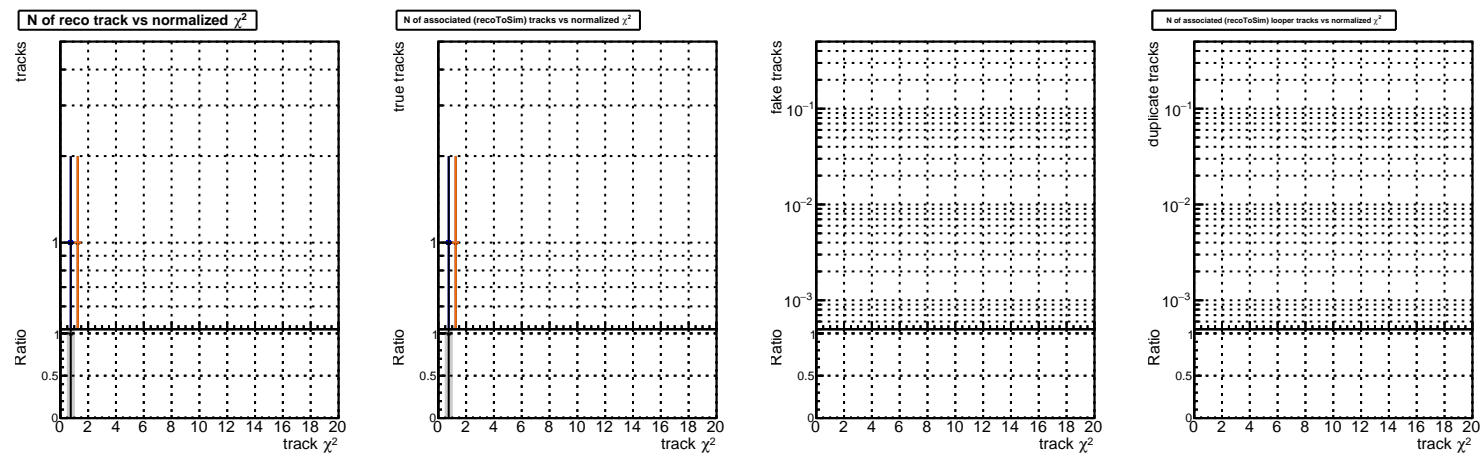 N of reco track vs normalized χ²
tracks
1
Ratio
1
0.5
0
0 2 4 6 8 10 12 14 16 18 20
track χ²
N of associated (recoToSim) tracks vs normalized χ²
true tracks
1
Ratio
1
0.5
0
0 2 4 6 8 10 12 14 16 18 20
track χ²
fake tracks
10⁻¹
10⁻²
10⁻³
Ratio
1
0.5
0
0 2 4 6 8 10 12 14 16 18 20
track χ²
N of associated (recoToSim) looper tracks vs normalized χ²
duplicate tracks
10⁻¹
10⁻²
10⁻³
Ratio
1
0.5
0
0 2 4 6 8 10 12 14 16 18 20
track χ²